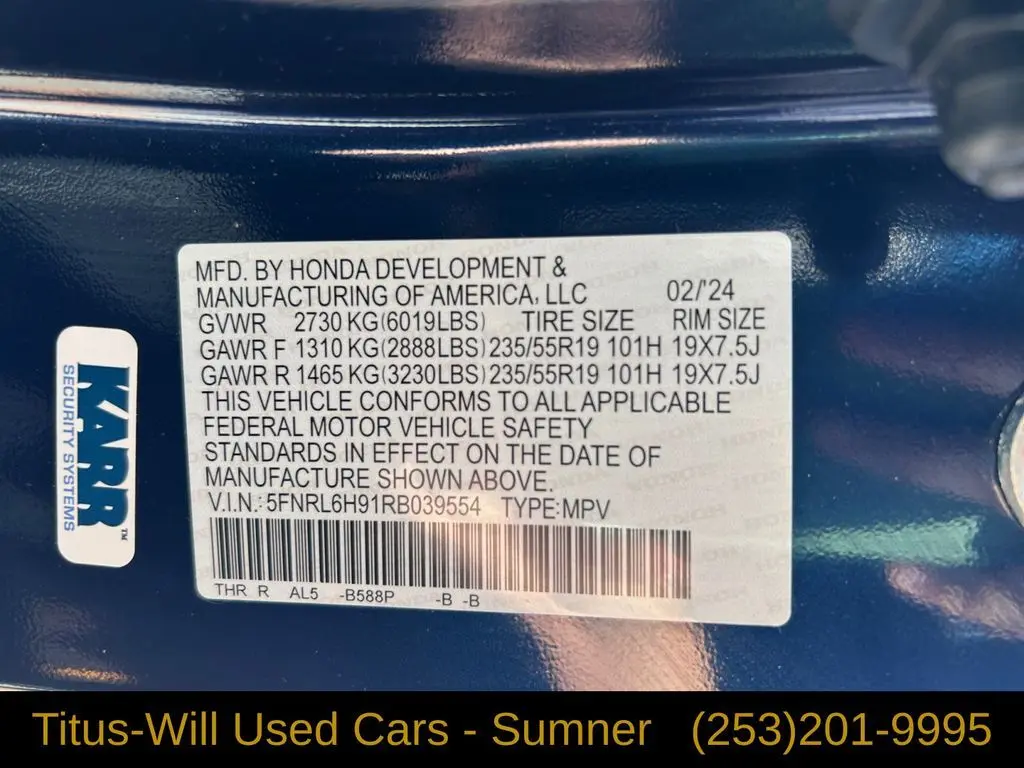 MFD. BY HONDA DEVELOPMENT &
MANUFACTURING OF AMERICA, LLC 02/'24
GVWR 2730 KG(6019LBS) TIRE SIZE RIM SIZE
GAWR F 1310 KG(2888LBS) 235/55R19 101H 19X7.5J
GAWR R 1465 KG(3230LBS) 235/55R19 101H 19X7.5J
THIS VEHICLE CONFORMS TO ALL APPLICABLE
FEDERAL MOTOR VEHICLE SAFETY
STANDARDS IN EFFECT ON THE DATE OF
MANUFACTURE SHOWN ABOVE.
V.I.N.: 5FNRL6H91RB039554 TYPE:MPV
THR R AL5 -B588P -B -B
KARR™
SECURITY SYSTEMS
Titus-Will Used Cars - Sumner (253)201-9995